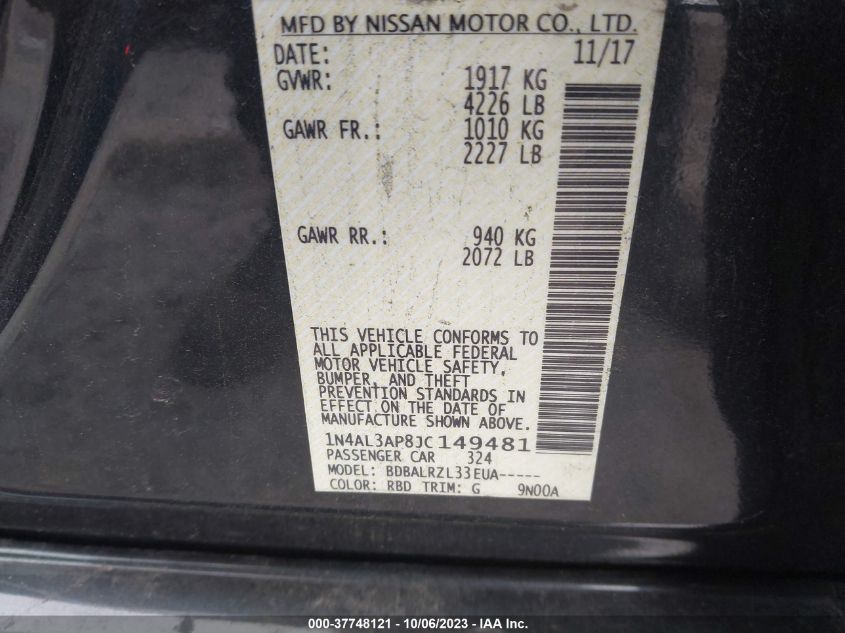 MFD BY NISSAN MOTOR CO., LTD.
DATE: 11/17
GVWR: 1917 KG
4226 LB
GAWR FR.: 1010 KG
2227 LB
GAWR RR.: 940 KG
2072 LB
THIS VEHICLE CONFORMS TO
ALL APPLICABLE FEDERAL
MOTOR VEHICLE SAFETY,
BUMPER, AND THEFT
PREVENTION STANDARDS IN
EFFECT ON THE DATE OF
MANUFACTURE SHOWN ABOVE.
1N4AL3AP8JC149481
PASSENGER CAR 324
MODEL: BDBALRZL33EUA-----
COLOR: RBD TRIM: G 9N00A
000-37748121 - 10/06/2023 - IAA Inc.